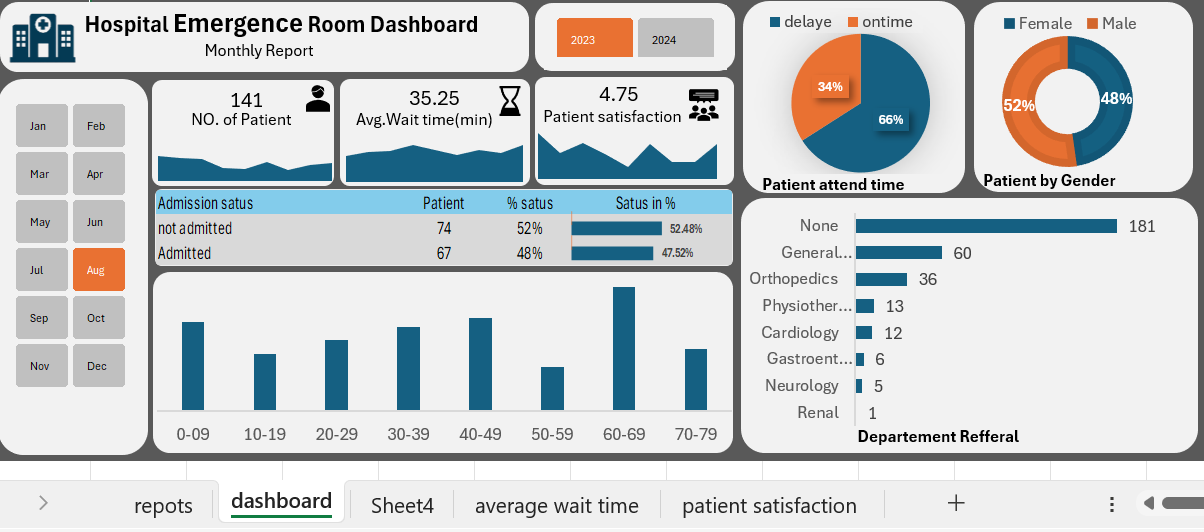 Hospital Emergence Room Dashboard
Monthly Report
2023
2024
delaye
ontime
34%
66%
Patient attend time
Female
Male
52%
48%
Patient by Gender
Jan
Feb
Mar
Apr
May
Jun
Jul
Aug
Sep
Oct
Nov
Dec
141
NO. of Patient
35.25
Avg.Wait time(min)
4.75
Patient satisfaction
Admission satus Patient % satus Satus in %
not admitted 74 52% 52.48%
Admitted 67 48% 47.52%
0-09 10-19 20-29 30-39 40-49 50-59 60-69 70-79
None 181
General... 60
Orthopedics 36
Physiother... 13
Cardiology 12
Gastroent... 6
Neurology 5
Renal 1
Departement Refferal
repots dashboard Sheet4 average wait time patient satisfaction